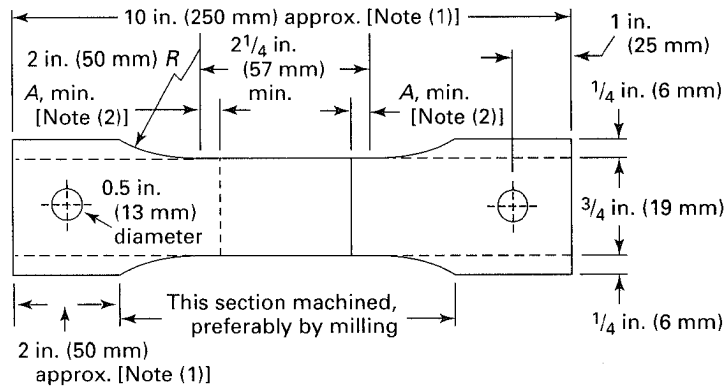 10 in. (250 mm) approx. [Note (1)]
1 in.
(25 mm)
2 in. (50 mm) R
2 1/4 in.
(57 mm)
min.
A, min.
[Note (2)]
A, min.
[Note (2)]
1/4 in. (6 mm)
0.5 in.
(13 mm)
diameter
3/4 in. (19 mm)
This section machined,
preferably by milling
1/4 in. (6 mm)
2 in. (50 mm)
approx. [Note (1)]